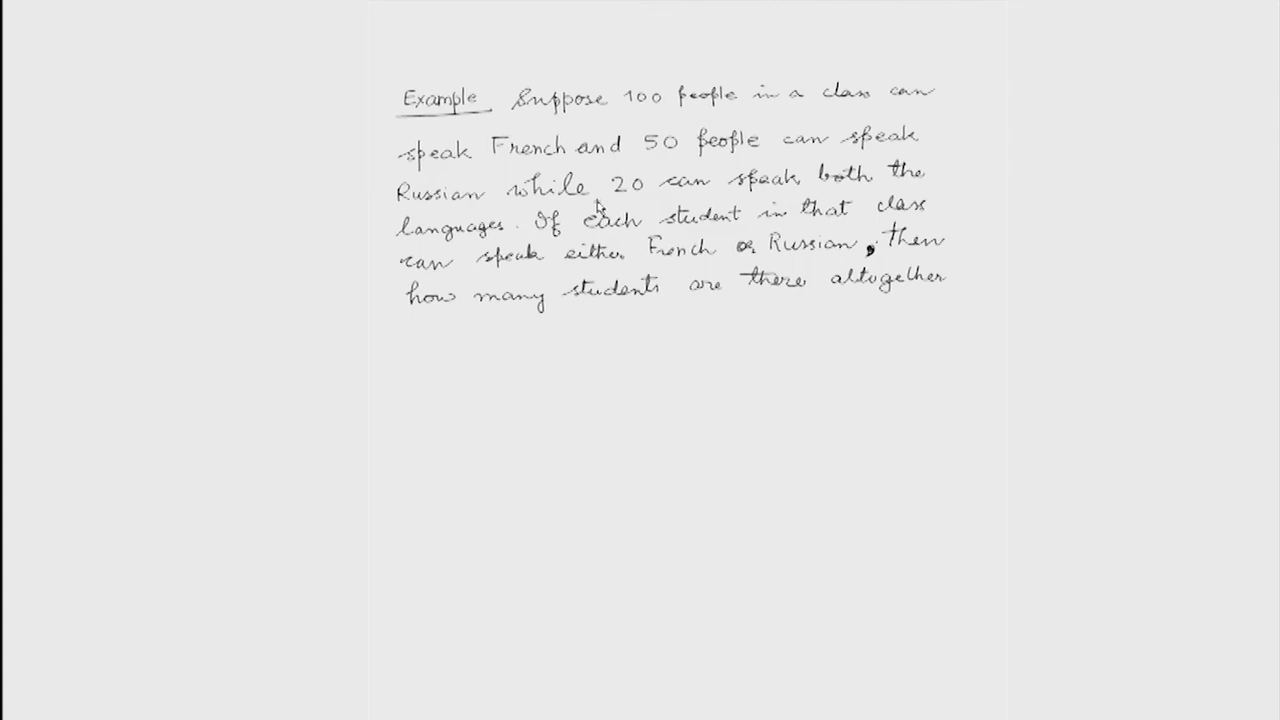 Example Suppose 100 people in a class can
speak French and 50 people can speak
Russian while 20 can speak both the
languages. If each student in that class
can speak either French or Russian, then
how many students are there altogether